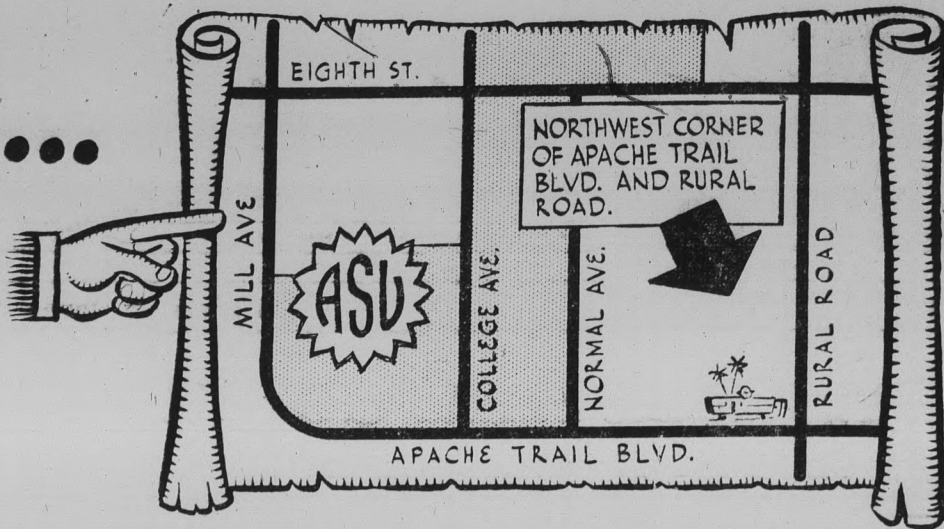 EIGHTH ST.
NORTHWEST CORNER
OF APACHE TRAIL
BLVD. AND RURAL
ROAD.
MILL AVE
ASU
COLLEGE AVE.
NORMAL AVE.
RURAL ROAD
APACHE TRAIL BLVD.